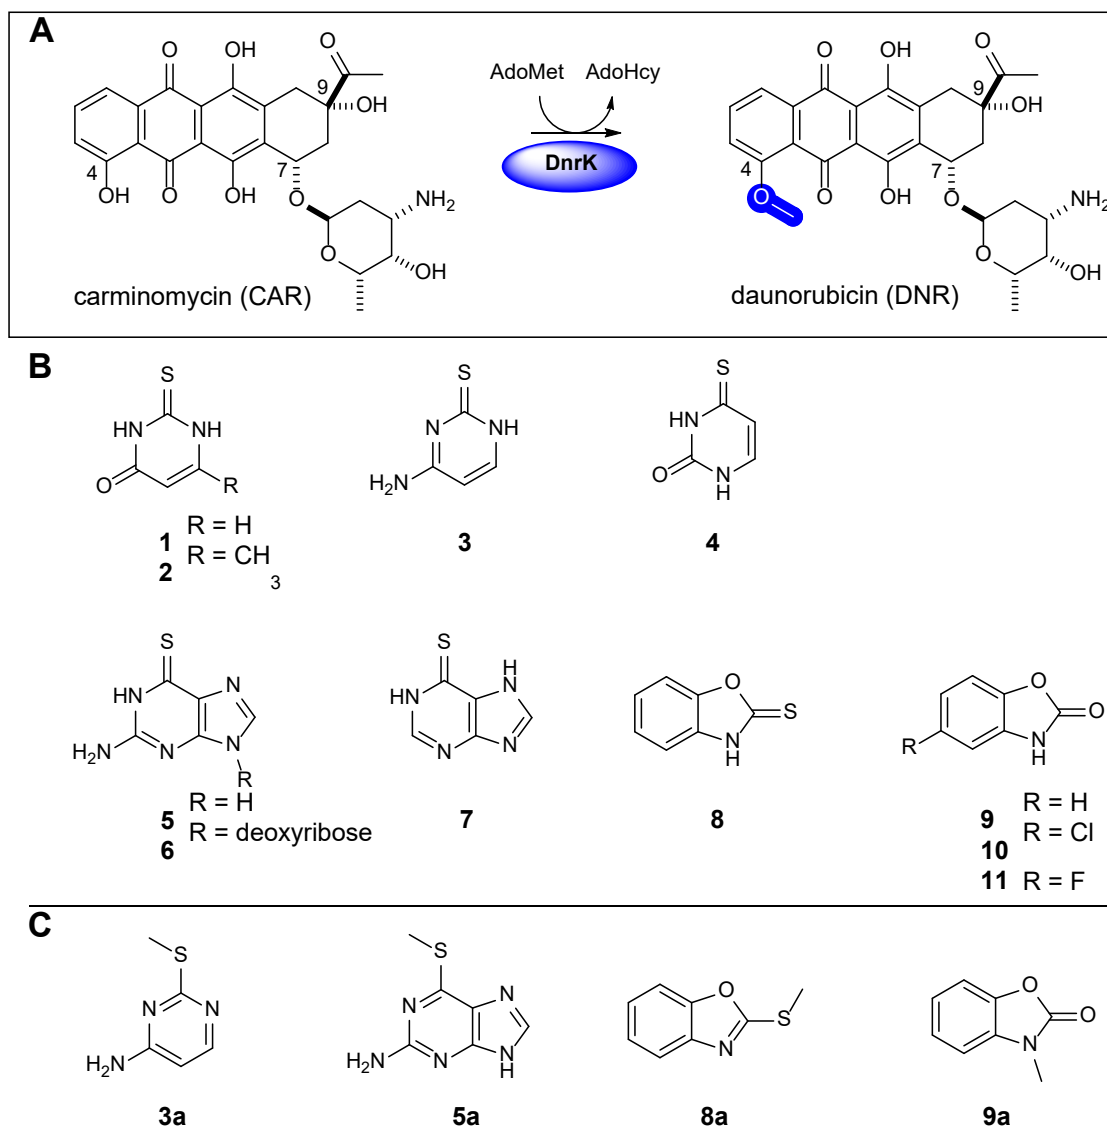 A
O OH O
9
OH
4
OH O OH
7
O
NH2
O
OH
carminomycin (CAR)
AdoMet AdoHcy
DnrK
O OH O
9
OH
4
O O OH
7
O
NH2
O
OH
daunorubicin (DNR)
B
S
HN NH
O R
1 R = H
2 R = CH3
S
N NH
H2N
3
S
HN
O N
H
4
S
HN N
H2N N N
R
5 R = H
6 R = deoxyribose
S
H
HN N
N N
7
O
S
N
H
8
O
O
R N
H
9 R = H
10 R = Cl
11 R = F
C
S
N N
H2N
3a
S
N N
H2N N N
H
5a
O
S
N
8a
O
O
N
9a